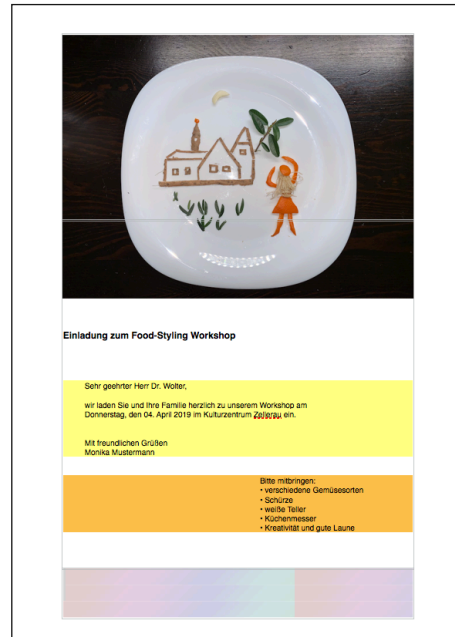 Einladung zum Food-Styling Workshop
Sehr geehrter Herr Dr. Wolter,
wir laden Sie und Ihre Familie herzlich zu unserem Workshop am
Donnerstag, den 04. April 2019 im Kulturzentrum Zellerau ein.
Mit freundlichen Grüßen
Monika Mustermann
Bitte mitbringen:
• verschiedene Gemüsesorten
• Schürze
• weiße Teller
• Küchenmesser
• Kreativität und gute Laune